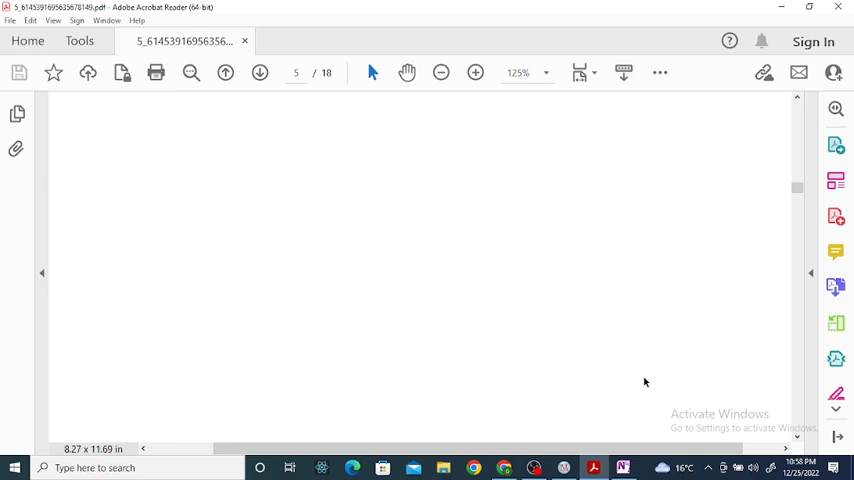 5_6145391695635678149.pdf - Adobe Acrobat Reader (64-bit)
File Edit View Sign Window Help
Home Tools 5_61453916956356... × Sign In
5 / 18 125%
Activate Windows
Go to Settings to activate Windows.
8.27 x 11.69 in
Type here to search 16°C 10:58 PM
12/25/2022